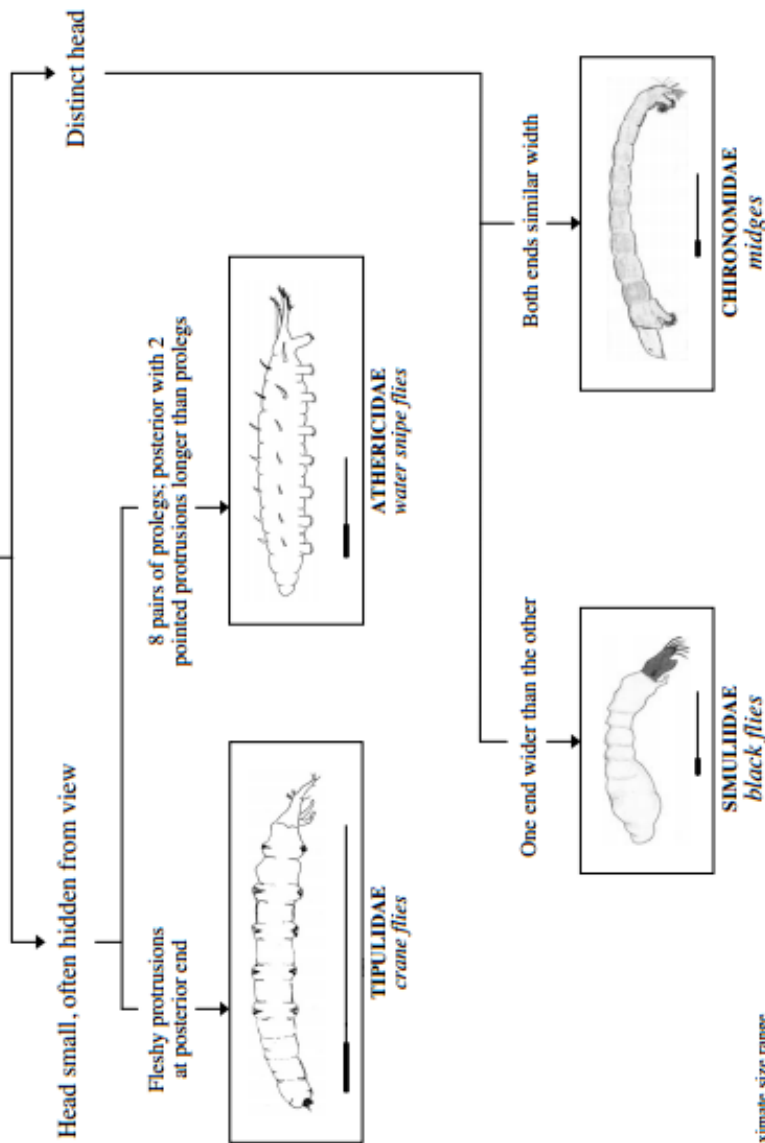 Head small, often hidden from view
Distinct head
Fleshy protrusions
at posterior end
8 pairs of prolegs; posterior with 2
pointed protrusions longer than prolegs
TIPULIDAE
crane flies
ATHERICIDAE
water snipe flies
One end wider than the other
Both ends similar width
SIMULIIDAE
black flies
CHIRONOMIDAE
midges
size range